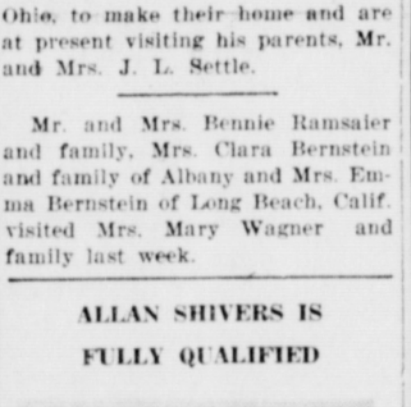 Ohio, to make their home and are
at present visiting his parents, Mr.
and Mrs. J. L. Settle.
Mr. and Mrs. Bennie Ramsaier
and family, Mrs. Clara Bernstein
and family of Albany and Mrs. Em-
ma Bernstein of Long Beach, Calif.
visited Mrs. Mary Wagner and
family last week.
ALLAN SHIVERS IS
FULLY QUALIFIED